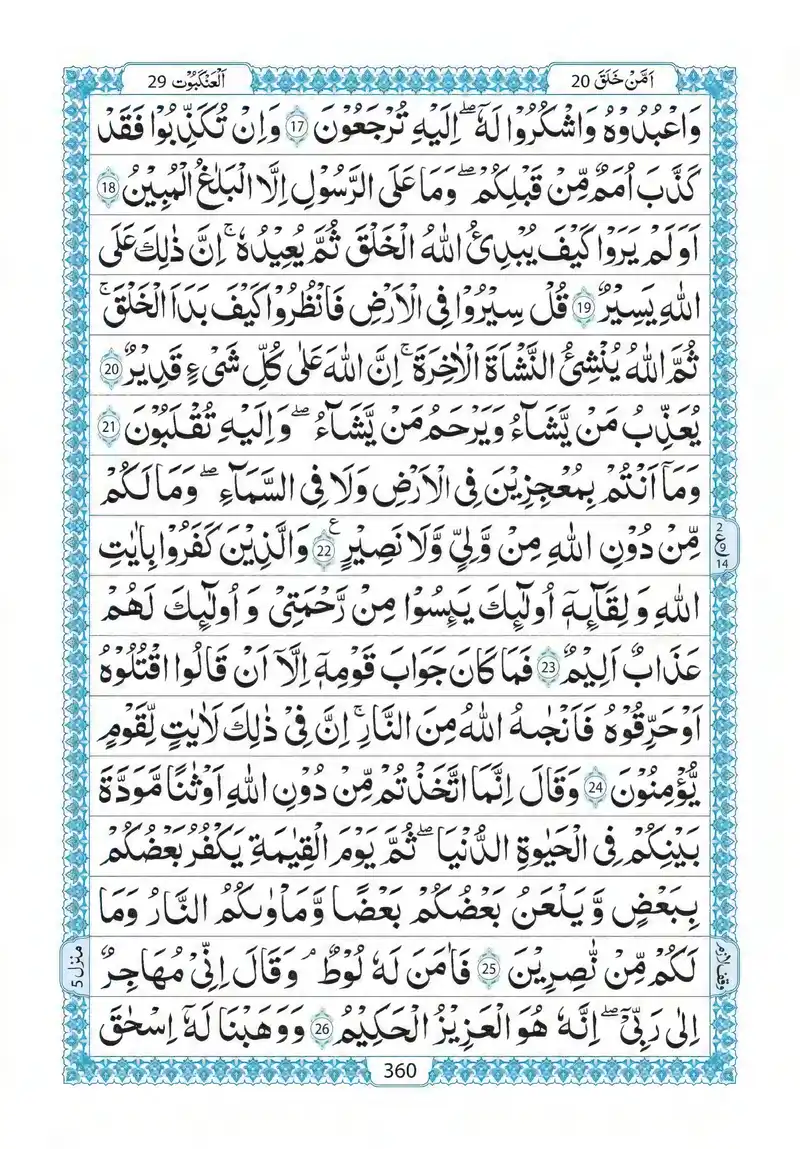 اَمَّنْ خَلَقَ 20
اَلْعَنْكَبُوْت 29
وَاعْبُدُوْهُ وَاشْكُرُوْا لَهٗ ؕ اِلَيْهِ تُرْجَعُوْنَ 17 وَاِنْ تُكَذِّبُوْا فَقَدْ
كَذَّبَ اُمَمٌ مِّنْ قَبْلِكُمْ ؕ وَمَا عَلَى الرَّسُوْلِ اِلَّا الْبَلٰغُ الْمُبِيْنُ 18
اَوَلَمْ يَرَوْا كَيْفَ يُبْدِئُ اللّٰهُ الْخَلْقَ ثُمَّ يُعِيْدُهٗ ؕ اِنَّ ذٰلِكَ عَلَى
اللّٰهِ يَسِيْرٌ 19 قُلْ سِيْرُوْا فِى الْاَرْضِ فَانْظُرُوْا كَيْفَ بَدَاَ الْخَلْقَ ۚ
ثُمَّ اللّٰهُ يُنْشِئُ النَّشْاَةَ الْاٰخِرَةَ ۚ اِنَّ اللّٰهَ عَلٰى كُلِّ شَىْءٍ قَدِيْرٌ 20
يُعَذِّبُ مَنْ يَّشَآءُ وَيَرْحَمُ مَنْ يَّشَآءُ ۖ وَاِلَيْهِ تُقْلَبُوْنَ 21
وَمَآ اَنْتُمْ بِمُعْجِزِيْنَ فِى الْاَرْضِ وَلَا فِى السَّمَآءِ ۖ وَمَا لَكُمْ
مِّنْ دُوْنِ اللّٰهِ مِنْ وَّلِىٍّ وَّلَا نَصِيْرٍ 22 ع وَالَّذِيْنَ كَفَرُوْا بِاٰيٰتِ
2
ع
9
14
اللّٰهِ وَ لِقَآئِهٖٓ اُولٰٓئِكَ يَئِسُوْا مِنْ رَّحْمَتِىْ وَ اُولٰٓئِكَ لَهُمْ
عَذَابٌ اَلِيْمٌ 23 فَمَا كَانَ جَوَابَ قَوْمِهٖٓ اِلَّآ اَنْ قَالُوا اقْتُلُوْهُ
اَوْ حَرِّقُوْهُ فَاَنْجٰىهُ اللّٰهُ مِنَ النَّارِ ۚ اِنَّ فِىْ ذٰلِكَ لَاٰيٰتٍ لِّقَوْمٍ
يُّؤْمِنُوْنَ 24 وَقَالَ اِنَّمَا اتَّخَذْتُمْ مِّنْ دُوْنِ اللّٰهِ اَوْثَانًا مَّوَدَّةَ
بَيْنِكُمْ فِى الْحَيٰوةِ الدُّنْيَا ۖ ثُمَّ يَوْمَ الْقِيٰمَةِ يَكْفُرُ بَعْضُكُمْ
بِبَعْضٍ وَّ يَلْعَنُ بَعْضُكُمْ بَعْضًا وَّمَاْوٰىكُمُ النَّارُ وَمَا
لَكُمْ مِّنْ نّٰصِرِيْنَ 25 فَاٰمَنَ لَهٗ لُوْطٌ ۘ وَقَالَ اِنِّىْ مُهَاجِرٌ
وقف لازم
منزل 5
اِلٰى رَبِّىْ ۖ اِنَّهٗ هُوَ الْعَزِيْزُ الْحَكِيْمُ 26 وَوَهَبْنَا لَهٗٓ اِسْحٰقَ
360